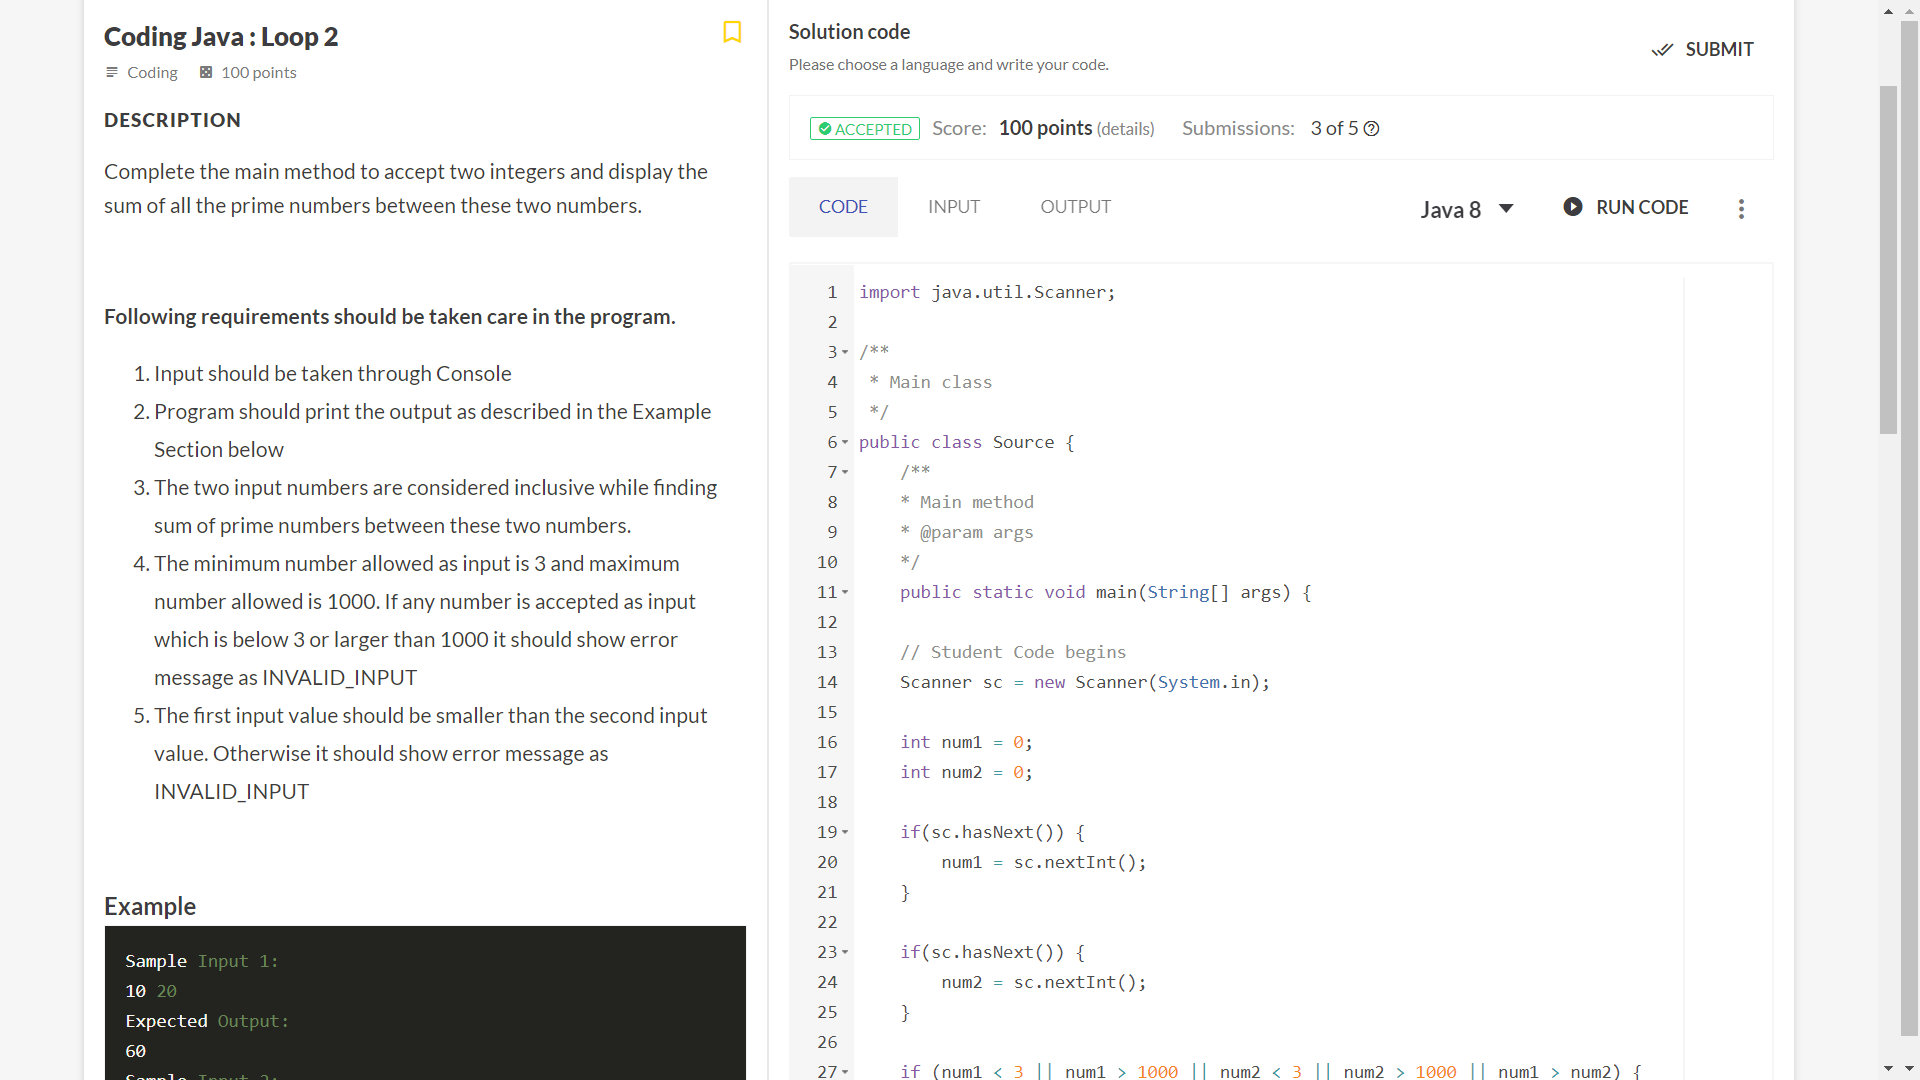 Coding Java : Loop 2
Coding 100 points
DESCRIPTION
Complete the main method to accept two integers and display the
sum of all the prime numbers between these two numbers.
Following requirements should be taken care in the program.
1. Input should be taken through Console
2. Program should print the output as described in the Example
Section below
3. The two input numbers are considered inclusive while finding
sum of prime numbers between these two numbers.
4. The minimum number allowed as input is 3 and maximum
number allowed is 1000. If any number is accepted as input
which is below 3 or larger than 1000 it should show error
message as INVALID_INPUT
5. The first input value should be smaller than the second input
value. Otherwise it should show error message as
INVALID_INPUT
Example
Sample Input 1:
10 20
Expected Output:
60
Sample Input 2:
Solution code
Please choose a language and write your code.
SUBMIT
ACCEPTED Score: 100 points (details) Submissions: 3 of 5
CODE INPUT OUTPUT Java 8 RUN CODE
1 import java.util.Scanner;
2
3 /**
4  * Main class
5  */
6 public class Source {
7     /**
8     * Main method
9     * @param args
10     */
11     public static void main(String[] args) {
12
13     // Student Code begins
14     Scanner sc = new Scanner(System.in);
15
16     int num1 = 0;
17     int num2 = 0;
18
19     if(sc.hasNext()) {
20         num1 = sc.nextInt();
21     }
22
23     if(sc.hasNext()) {
24         num2 = sc.nextInt();
25     }
26
27     if (num1 < 3 || num1 > 1000 || num2 < 3 || num2 > 1000 || num1 > num2) {